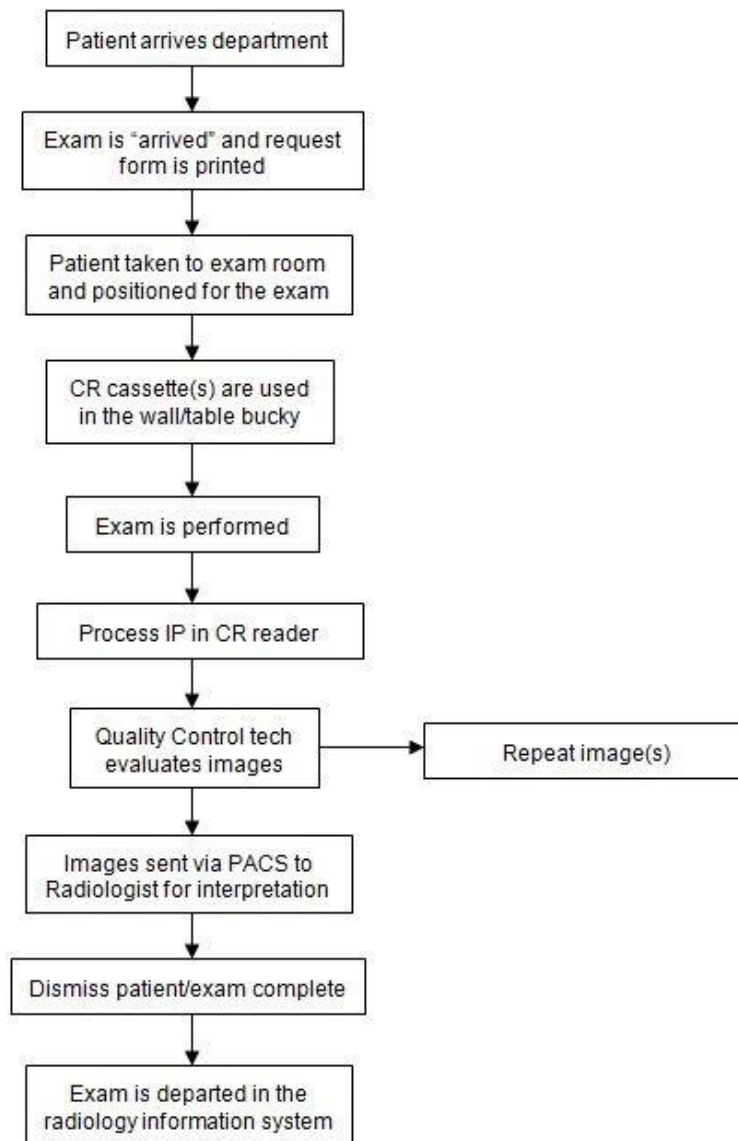 Patient arrives department
Exam is “arrived” and request
form is printed
Patient taken to exam room
and positioned for the exam
CR cassette(s) are used
in the wall/table bucky
Exam is performed
Process IP in CR reader
Quality Control tech
evaluates images
Repeat image(s)
Images sent via PACS to
Radiologist for interpretation
Dismiss patient/exam complete
Exam is departed in the
radiology information system